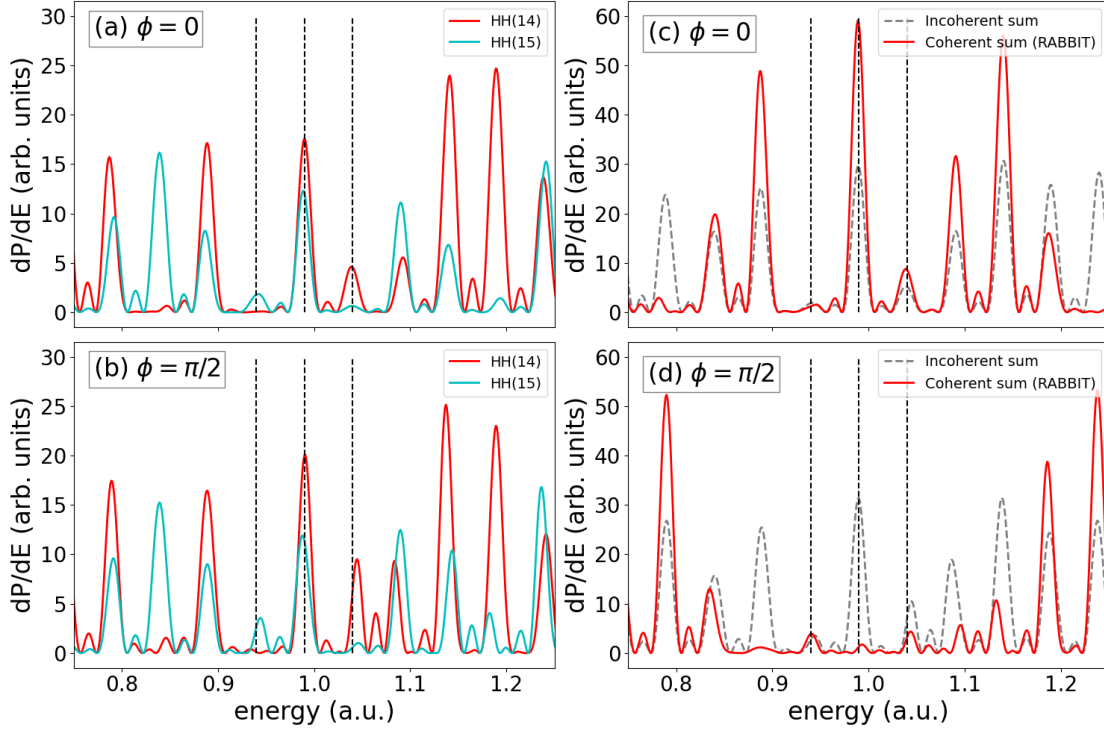 (a) ϕ = 0
HH(14)
HH(15)
30
25
20
15
10
5
0
dP/dE (arb. units)
(c) ϕ = 0
Incoherent sum
Coherent sum (RABBIT)
60
50
40
30
20
10
0
dP/dE (arb. units)
(b) ϕ = π/2
HH(14)
HH(15)
30
25
20
15
10
5
0
dP/dE (arb. units)
0.8 0.9 1.0 1.1 1.2
energy (a.u.)
(d) ϕ = π/2
Incoherent sum
Coherent sum (RABBIT)
60
50
40
30
20
10
0
dP/dE (arb. units)
0.8 0.9 1.0 1.1 1.2
energy (a.u.)